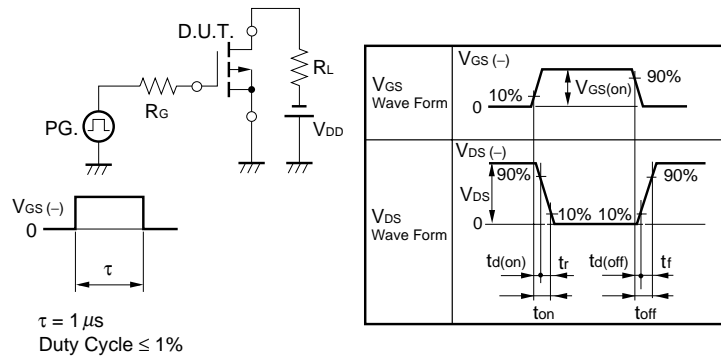 D.U.T.
RL
RG
PG.
VDD
VGS (−)
0
τ
τ = 1 μs
Duty Cycle ≤ 1%
VGS
Wave Form
VGS (−)
10%
0
VGS(on)
90%
VDS
Wave Form
VDS (−)
90%
VDS
0
10% 10%
90%
td(on) tr td(off) tf
ton toff